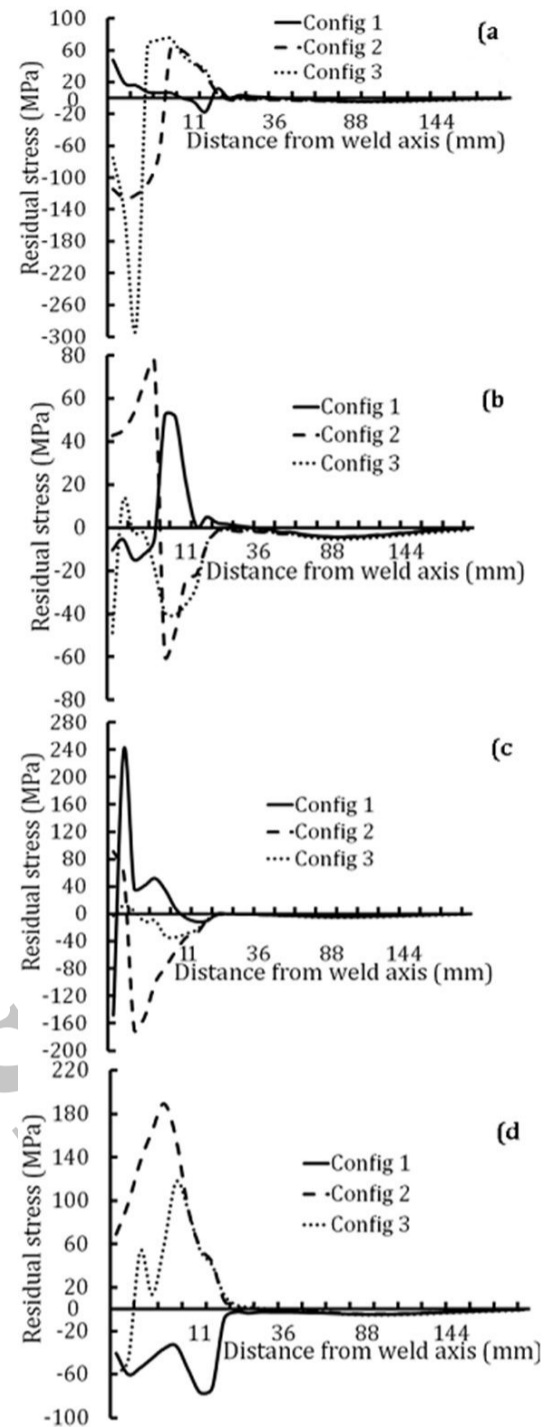 100
60
20
0
-20
-60
-100
-140
-180
-220
-260
-300
Residual stress (MPa)
Config 1
Config 2
Config 3
(a
11 36 88 144
Distance from weld axis (mm)
80
60
40
20
0
-20
-40
-60
-80
Residual stress (MPa)
Config 1
Config 2
Config 3
(b
11 36 88 144
Distance from weld axis (mm)
280
240
200
160
120
80
40
0
-40
-80
-120
-160
-200
Residual stress (MPa)
Config 1
Config 2
Config 3
(c
11 36 88 144
Distance from weld axis (mm)
220
180
140
100
60
20
0
-20
-60
-100
Residual stress (MPa)
Config 1
Config 2
Config 3
(d
11 36 88 144
Distance from weld axis (mm)